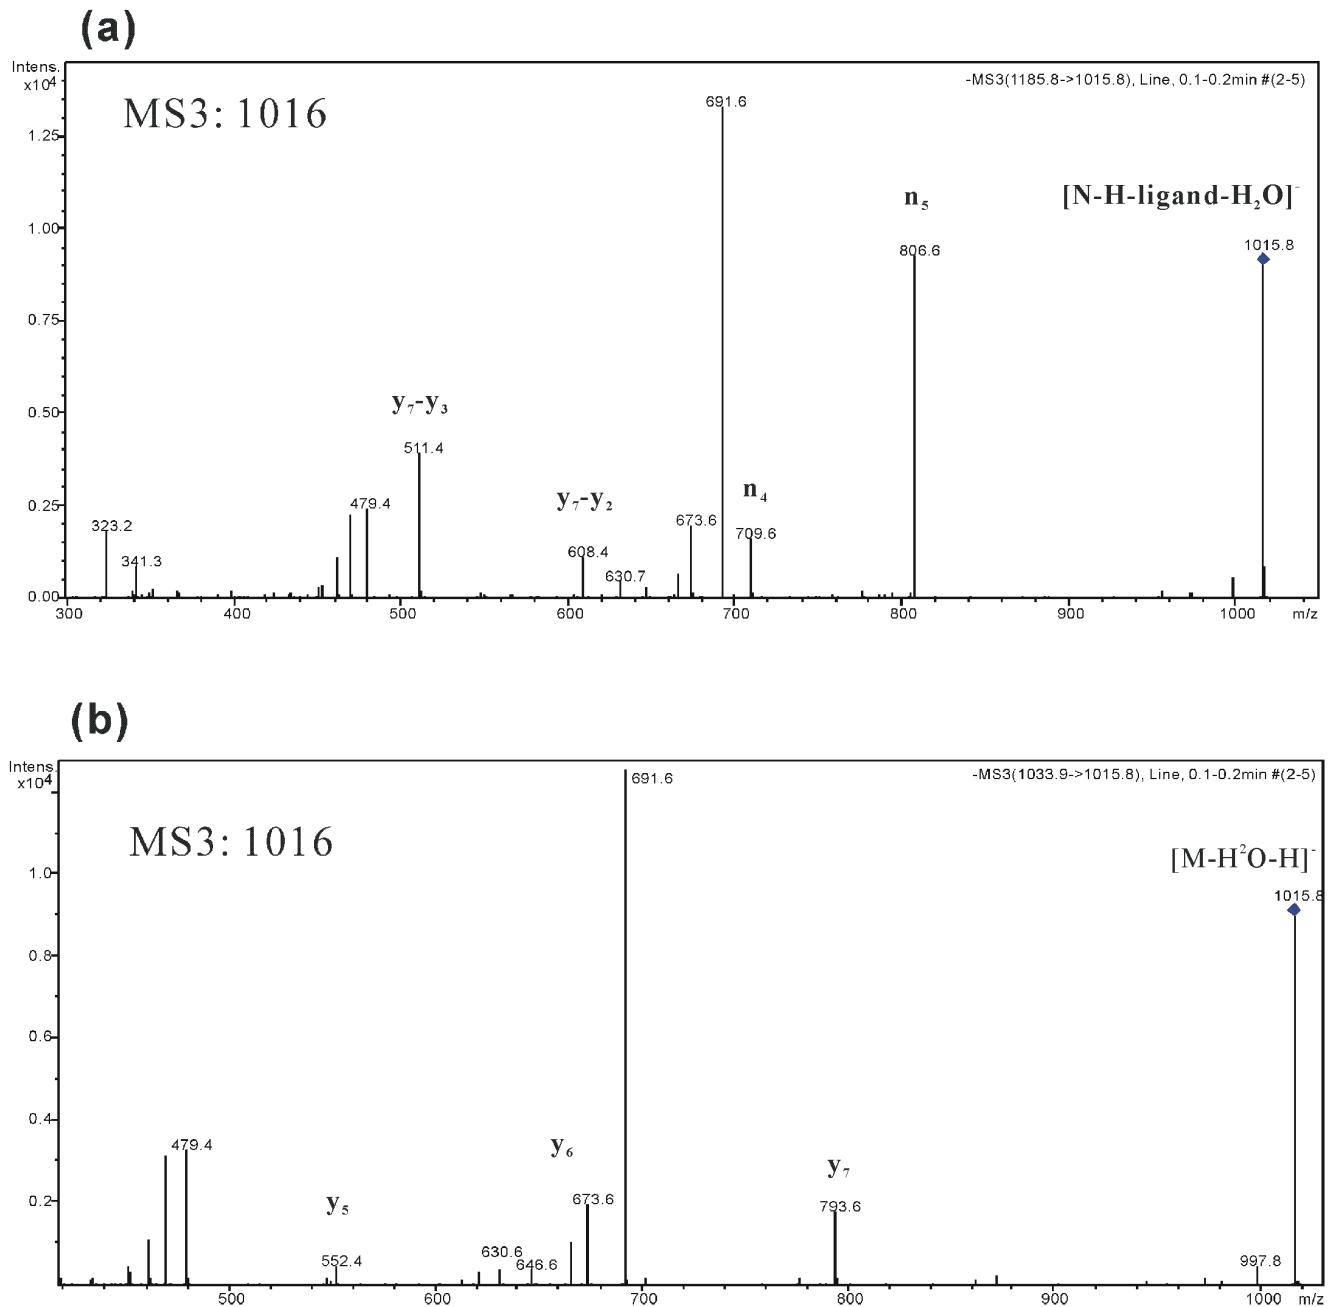 (a)
Intens.
x10⁴
-MS3(1185.8->1015.8), Line, 0.1-0.2min #(2-5)
MS3: 1016
691.6
1.25
n₅
[N-H-ligand-H₂O]⁻
1.00
806.6
1015.8
0.75
y₇-y₃
0.50
511.4
y₇-y₂
n₄
0.25
479.4
323.2
673.6
709.6
341.3
608.4
630.7
0.00
300 400 500 600 700 800 900 1000 m/z
(b)
Intens.
x10⁴
-MS3(1033.9->1015.8), Line, 0.1-0.2min #(2-5)
691.6
MS3: 1016
[M-H²O-H]⁻
1.0
1015.8
0.8
0.6
0.4
479.4
y₆
y₇
0.2
y₅
673.6
793.6
552.4
630.6
646.6
997.8
500 600 700 800 900 1000 m/z